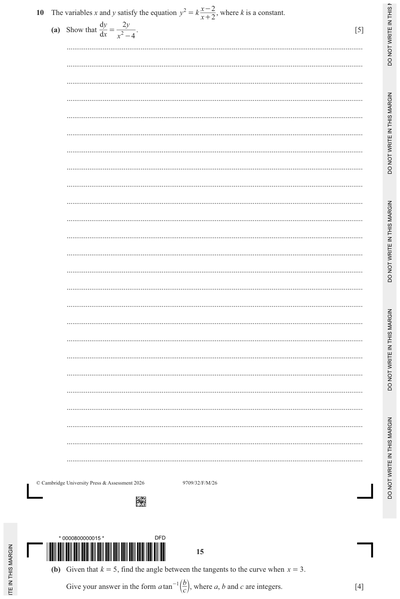 10 The variables x and y satisfy the equation y² = k (x − 2)/(x + 2), where k is a constant.
(a) Show that dy/dx = 2y/(x² − 4). [5]
DO NOT WRITE IN THIS MARGIN
DO NOT WRITE IN THIS MARGIN
DO NOT WRITE IN THIS MARGIN
DO NOT WRITE IN THIS MARGIN
DO NOT WRITE IN THIS MARGIN
© Cambridge University Press & Assessment 2026 9709/32/F/M/26
* 0000800000015 * DFD
15
ITE IN THIS MARGIN
(b) Given that k = 5, find the angle between the tangents to the curve when x = 3.
Give your answer in the form a tan⁻¹(b/c), where a, b and c are integers. [4]